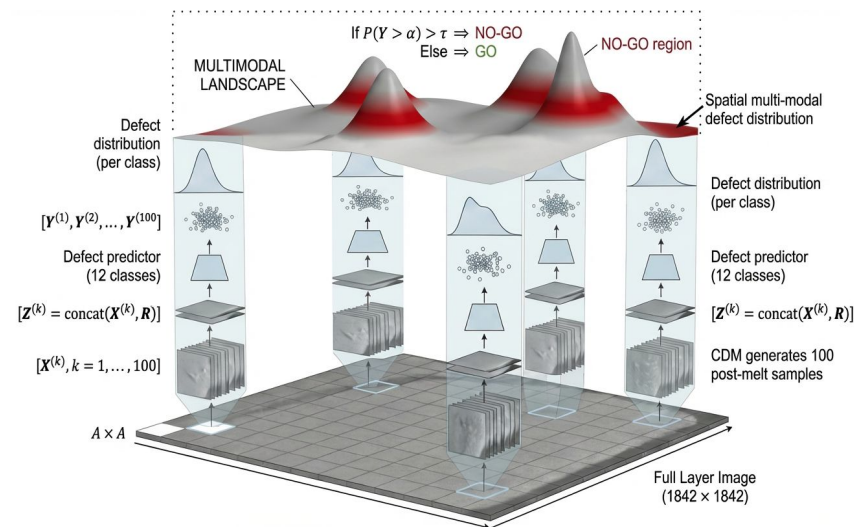 If P(Y > α) > τ ⇒ NO-GO
Else ⇒ GO
NO-GO region
MULTIMODAL
LANDSCAPE
Spatial multi-modal
defect distribution
Defect
distribution
(per class)
Defect distribution
(per class)
[Y⁽¹⁾, Y⁽²⁾, ..., Y⁽¹⁰⁰⁾]
Defect predictor
(12 classes)
Defect predictor
(12 classes)
[Z⁽ᵏ⁾ = concat(X⁽ᵏ⁾, R)]
[Z⁽ᵏ⁾ = concat(X⁽ᵏ⁾, R)]
[X⁽ᵏ⁾, k = 1, ..., 100]
CDM generates 100
post-melt samples
A × A
Full Layer Image
(1842 × 1842)